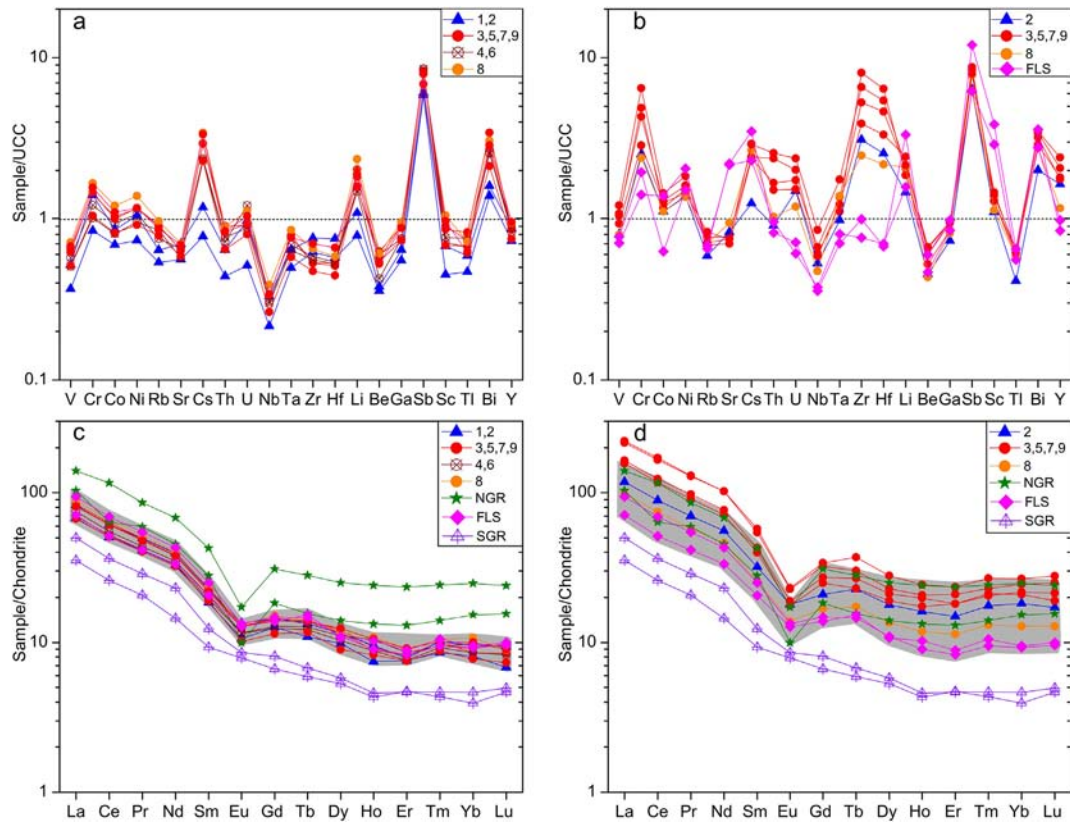 a
1,2
3,5,7,9
4,6
8
10
1
0.1
Sample/UCC
V Cr Co Ni Rb Sr Cs Th U Nb Ta Zr Hf Li Be Ga Sb Sc Tl Bi Y
b
2
3,5,7,9
8
FLS
10
1
0.1
Sample/UCC
V Cr Co Ni Rb Sr Cs Th U Nb Ta Zr Hf Li Be Ga Sb Sc Tl Bi Y
c
1,2
3,5,7,9
4,6
8
NGR
FLS
SGR
100
10
1
Sample/Chondrite
La Ce Pr Nd Sm Eu Gd Tb Dy Ho Er Tm Yb Lu
d
2
3,5,7,9
8
NGR
FLS
SGR
100
10
1
Sample/Chondrite
La Ce Pr Nd Sm Eu Gd Tb Dy Ho Er Tm Yb Lu